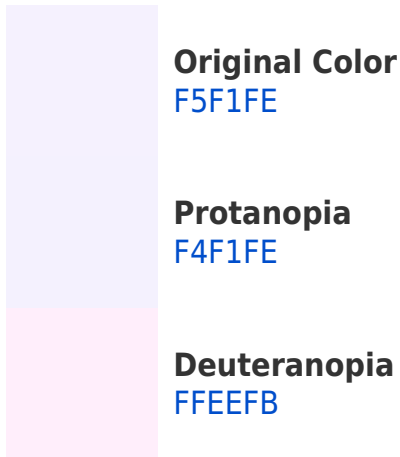 Original Color
F5F1FE
Protanopia
F4F1FE
Deuteranopia
FFEEFB